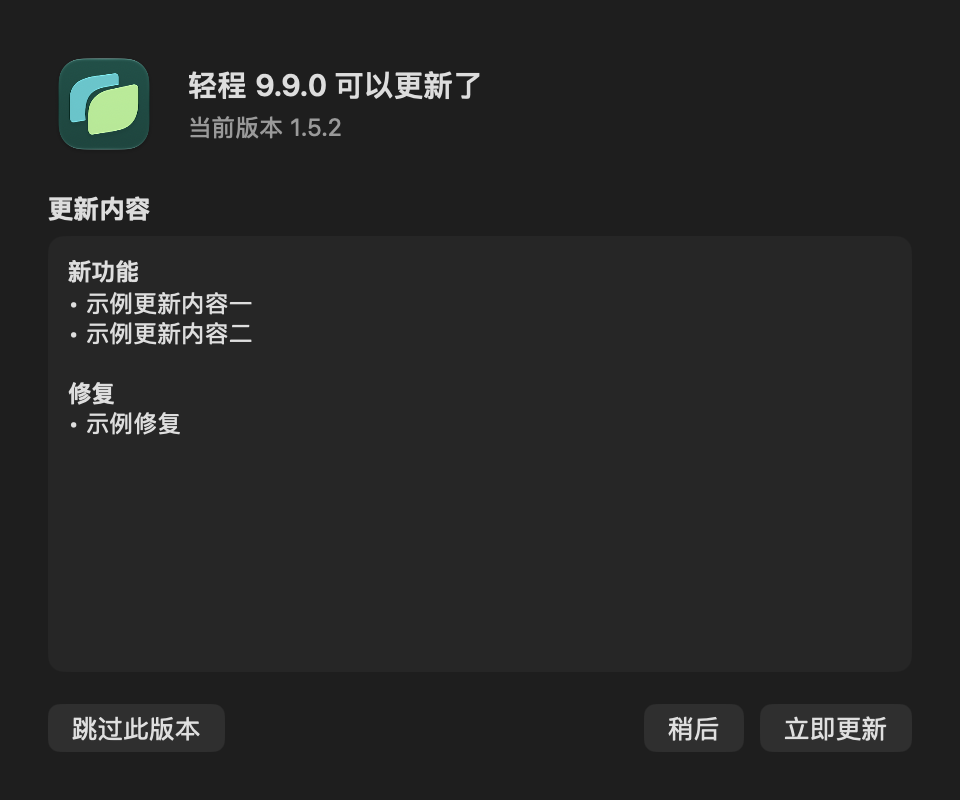 轻程 9.9.0 可以更新了
当前版本 1.5.2
更新内容
新功能
• 示例更新内容一
• 示例更新内容二
修复
• 示例修复
跳过此版本
稍后
立即更新